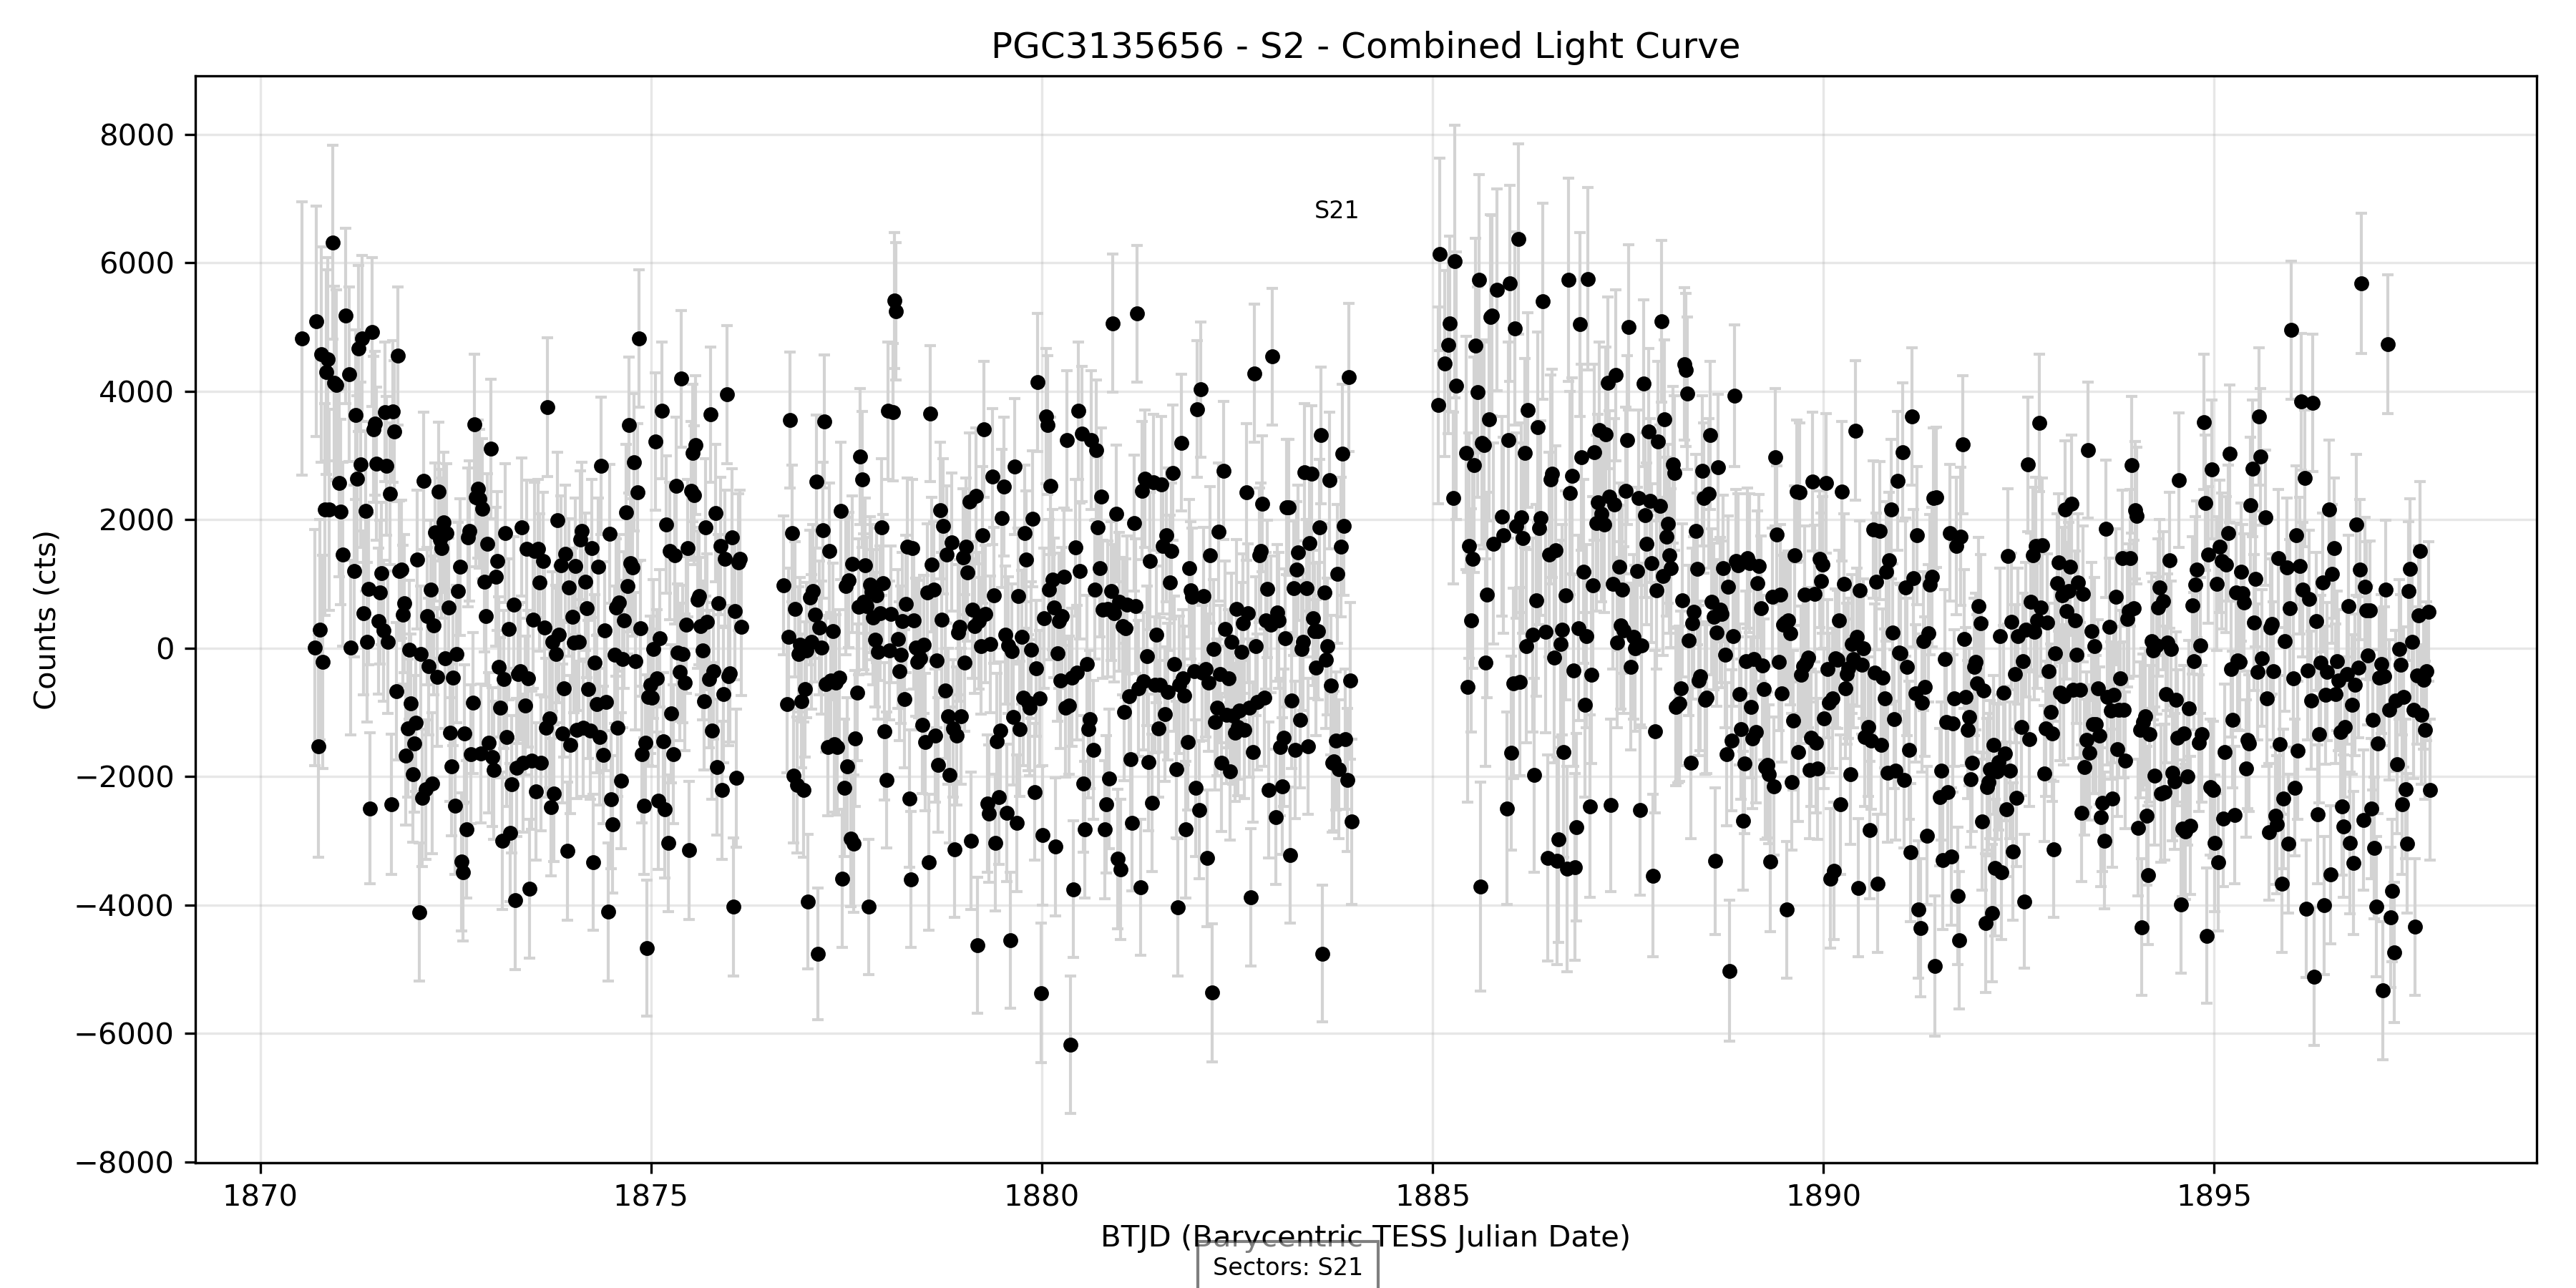 PGC3135656 - S2 - Combined Light Curve
Counts (cts)
8000
6000
4000
2000
0
−2000
−4000
−6000
−8000
S21
1870 1875 1880 1885 1890 1895
BTJD (Barycentric TESS Julian Date)
Sectors: S21